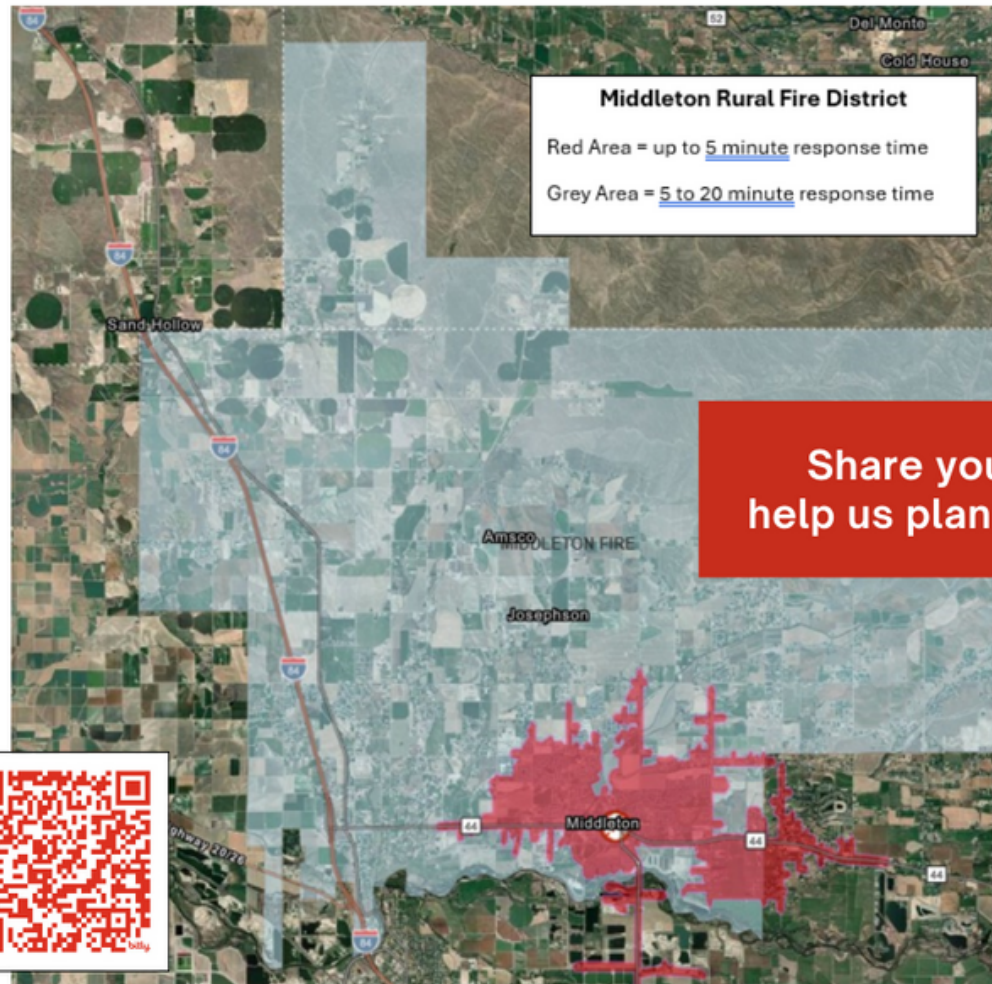 84
52
Del Monte
Cold House
Middleton Rural Fire District
Red Area = up to 5 minute response time
Grey Area = 5 to 20 minute response time
84
Sand Hollow
Share you
help us plan
84
Amsco
MIDDLETON FIRE
Josephson
84
44
Middleton
44
ghway 20/26
44
84
bitly